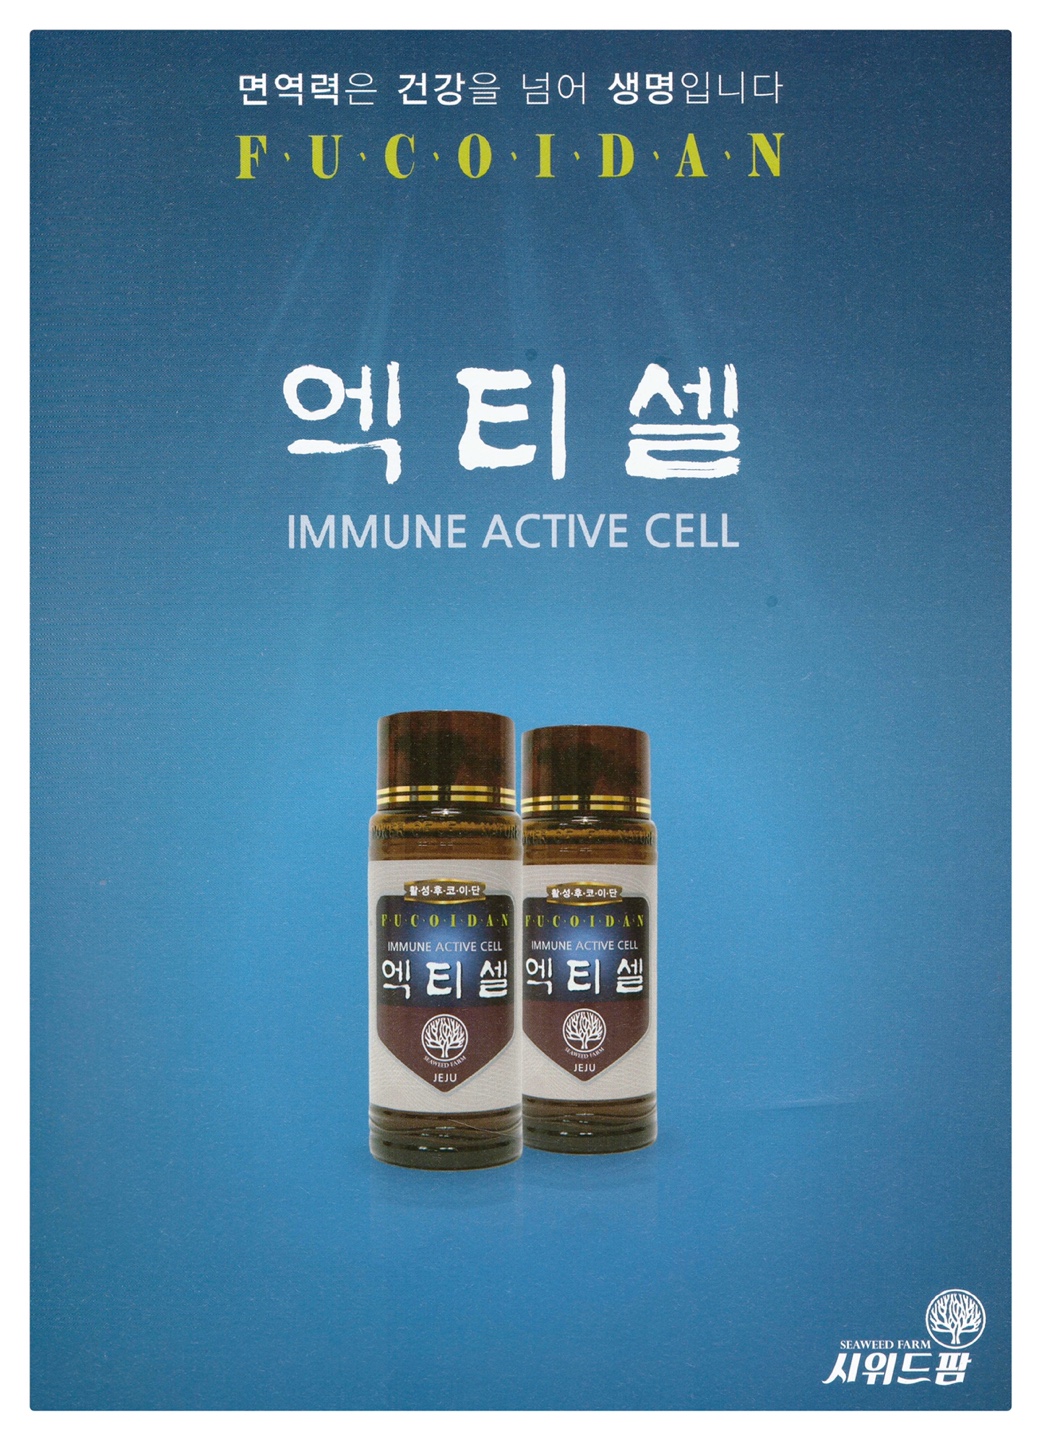 면역력은 건강을 넘어 생명입니다
F·U·C·O·I·D·A·N
엑티셀
IMMUNE ACTIVE CELL
활·성·후·코·이·단
F·U·C·O·I·D·A·N
IMMUNE ACTIVE CELL
엑티셀
SEAWEED FARM
JEJU
활·성·후·코·이·단
F·U·C·O·I·D·A·N
IMMUNE ACTIVE CELL
엑티셀
SEAWEED FARM
JEJU
SEAWEED FARM
시위드팜